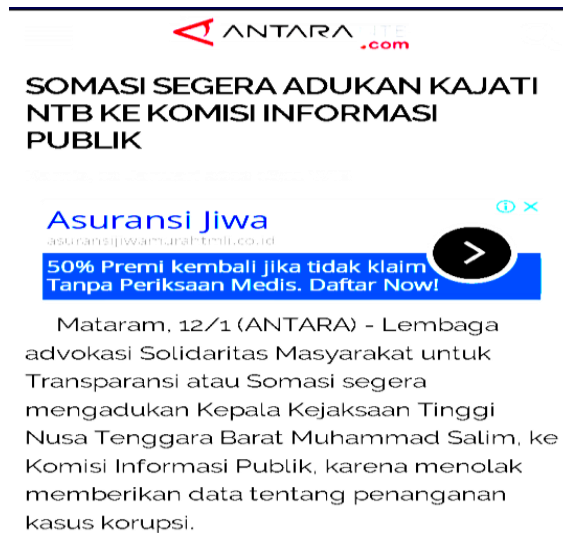 ANTARA
.com
SOMASI SEGERA ADUKAN KAJATI
NTB KE KOMISI INFORMASI
PUBLIK
Asuransi Jiwa
asuransijiwamurahtmli.co.id
50% Premi kembali jika tidak klaim
Tanpa Periksaan Medis. Daftar Now!
Mataram, 12/1 (ANTARA) - Lembaga
advokasi Solidaritas Masyarakat untuk
Transparansi atau Somasi segera
mengadukan Kepala Kejaksaan Tinggi
Nusa Tenggara Barat Muhammad Salim, ke
Komisi Informasi Publik, karena menolak
memberikan data tentang penanganan
kasus korupsi.